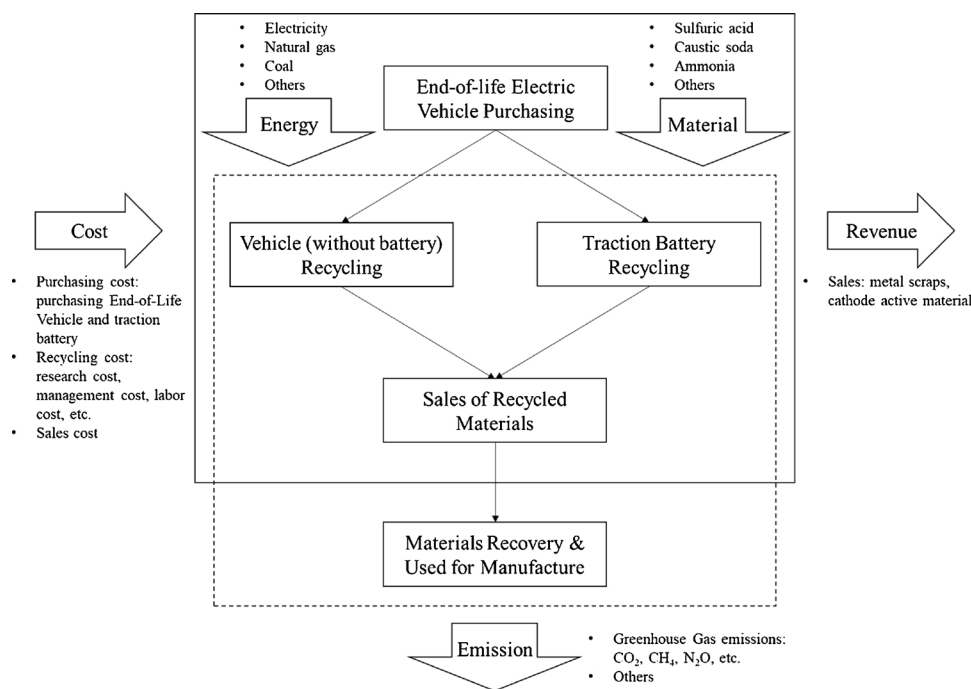 • Electricity
• Natural gas
• Coal
• Others
• Sulfuric acid
• Caustic soda
• Ammonia
• Others
Energy
End-of-life Electric
Vehicle Purchasing
Material
Cost
• Purchasing cost:
purchasing End-of-Life
Vehicle and traction
battery
• Recycling cost:
research cost,
management cost, labor
cost, etc.
• Sales cost
Vehicle (without battery)
Recycling
Traction Battery
Recycling
Revenue
• Sales: metal scraps,
cathode active material
Sales of Recycled
Materials
Materials Recovery &
Used for Manufacture
Emission
• Greenhouse Gas emissions:
CO₂, CH₄, N₂O, etc.
• Others